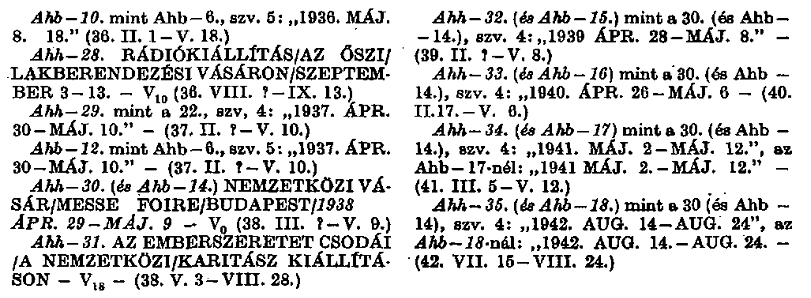 Ahb–10. mint Ahb–6., szv. 5: „1936. MÁJ.
8. 18.” (36. II. 1–V. 18.)
Ahh–28. RÁDIÓKIÁLLÍTÁS/AZ ŐSZI/
LAKBERENDEZÉSI VÁSÁRON/SZEPTEM-
BER 3–13. – V₁₀ (36. VIII. ?–IX. 13.)
Ahh–29. mint a 22., szv, 4: „1937. ÁPR.
30–MÁJ. 10.” – (37. II. ?–V. 10.)
Ahb–12. mint Ahb–6., szv. 5: „1937. ÁPR.
30–MÁJ. 10.” – (37. II. ?–V. 10.)
Ahh–30. (és Ahb–14.) NEMZETKÖZI VÁ-
SÁR/MESSE FOIRE/BUDAPEST/1938
ÁPR. 29–MÁJ. 9 – V₀ (38. III. ?–V. 9.)
Ahh–31. AZ EMBERSZERETET CSODÁI
/A NEMZETKÖZI/KARITÁSZ KIÁLLÍTÁ-
SON – V₁₈ – (38. V. 3–VIII. 28.)
Ahh–32. (és Ahb–15.) mint a 30. (és Ahb –
–14.), szv. 4: „1939 ÁPR. 28–MÁJ. 8.” –
(39. II. ?–V. 8.)
Ahh–33. (és Ahb–16) mint a 30. (és Ahb –
14.), szv. 4: „1940. ÁPR. 26–MÁJ. 6 – (40.
II.17.–V. 6.)
Ahh–34. (és Ahb–17) mint a 30. (és Ahb –
14.), szv. 4: „1941. MÁJ. 2–MÁJ. 12.”, az
Ahb–17-nél: „1941 MÁJ. 2.–MÁJ. 12.” –
(41. III. 5–V. 12.)
Ahh–35. (és Ahb–18.) mint a 30 (és Ahb –
14), szv. 4: „1942. AUG. 14–AUG. 24”, az
Ahb–18-nál: „1942. AUG. 14.–AUG. 24. –
(42. VII. 15–VIII. 24.)